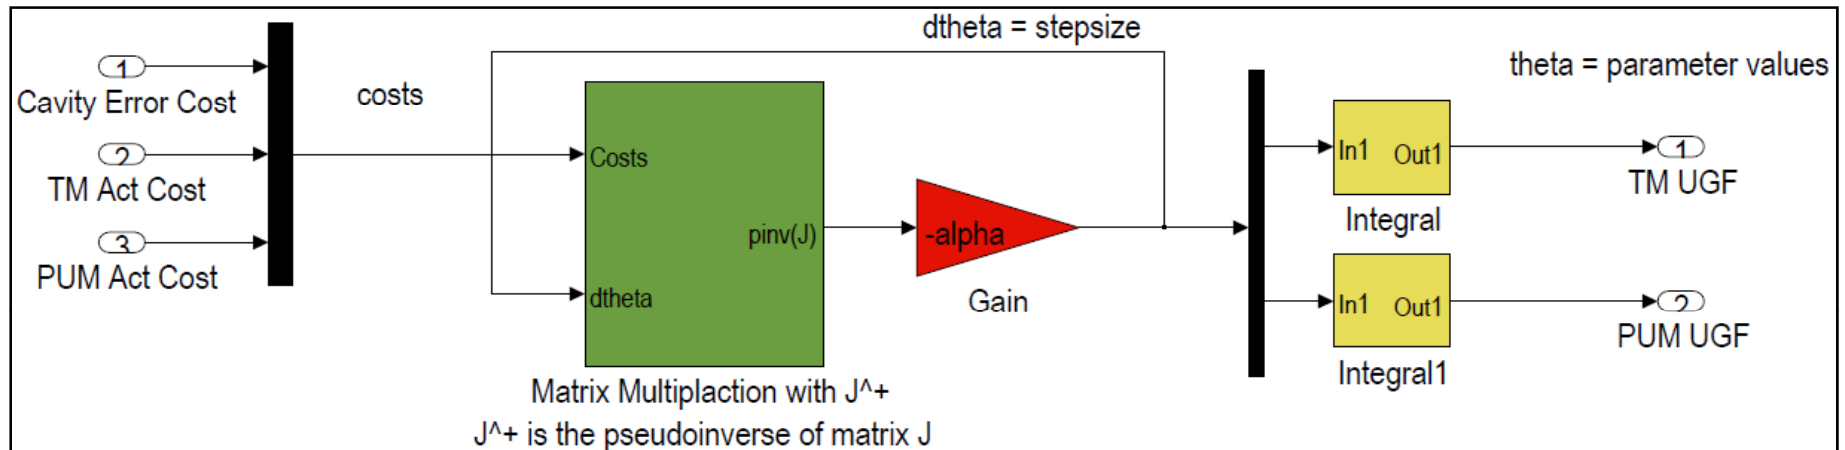 dtheta = stepsize
theta = parameter values
1
Cavity Error Cost
costs
2
TM Act Cost
3
PUM Act Cost
Costs
pinv(J)
dtheta
-alpha
Gain
In1 Out1
Integral
1
TM UGF
In1 Out1
Integral1
2
PUM UGF
Matrix Multiplaction with J^+
J^+ is the pseudoinverse of matrix J